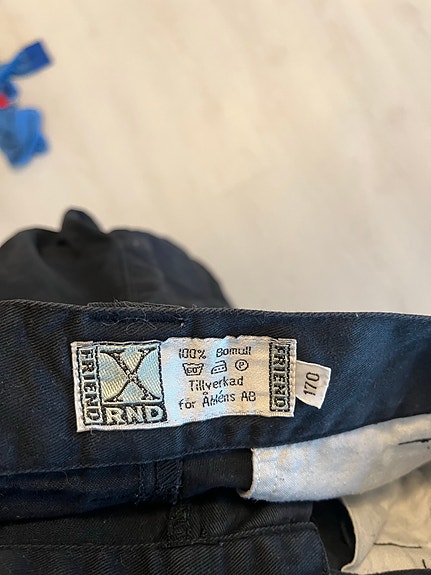 FRIEND
X
RND
100% Bomull
P
Tillverkad
för Åhléns AB
FRIEND
170